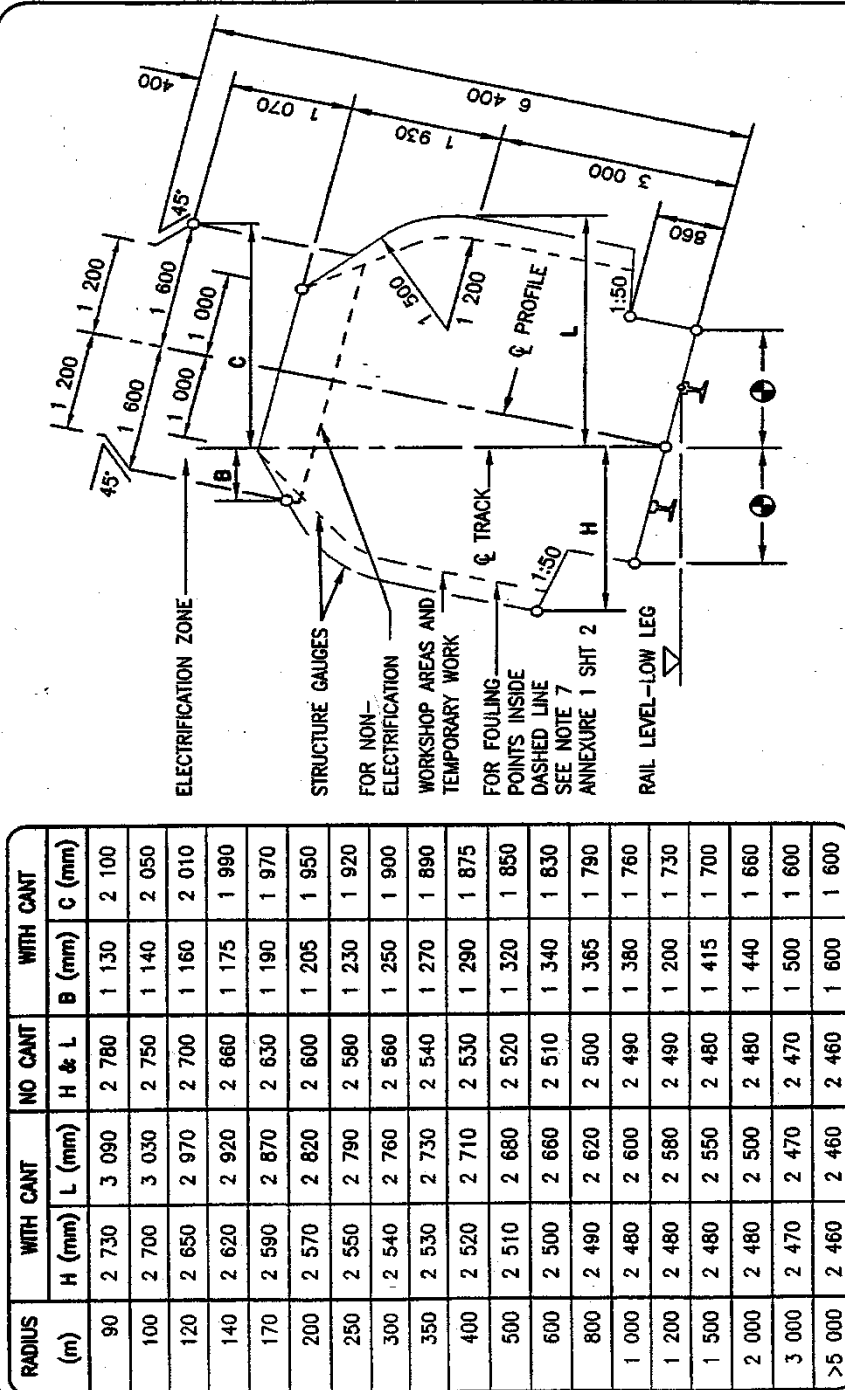 RADIUS WITH CANT NO CANT WITH CANT
(m) H (mm) L (mm) H & L B (mm) C (mm)
90 2 730 3 090 2 780 1 130 2 100
100 2 700 3 030 2 750 1 140 2 050
120 2 650 2 970 2 700 1 160 2 010
140 2 620 2 920 2 660 1 175 1 990
170 2 590 2 870 2 630 1 190 1 970
200 2 570 2 820 2 600 1 205 1 950
250 2 550 2 790 2 580 1 230 1 920
300 2 540 2 760 2 560 1 250 1 900
350 2 530 2 730 2 540 1 270 1 890
400 2 520 2 710 2 530 1 290 1 875
500 2 510 2 680 2 520 1 320 1 850
600 2 500 2 660 2 510 1 340 1 830
800 2 490 2 620 2 500 1 365 1 790
1 000 2 480 2 600 2 490 1 380 1 760
1 200 2 480 2 580 2 490 1 200 1 730
1 500 2 480 2 550 2 480 1 415 1 700
2 000 2 480 2 500 2 480 1 440 1 660
3 000 2 470 2 470 2 470 1 500 1 600
>5 000 2 460 2 460 2 460 1 600 1 600
ELECTRIFICATION ZONE
STRUCTURE GAUGES
FOR NON-
ELECTRIFICATION
WORKSHOP AREAS AND
TEMPORARY WORK
FOR FOULING
POINTS INSIDE
DASHED LINE
SEE NOTE 7
ANNEXURE 1 SHT 2
RAIL LEVEL-LOW LEG
45°
1 200
1 200
1 600
1 600
1 000
1 000
45°
400
B
C
1 070
1 930
6 400
3 000
860
1 500
1 200
℄ PROFILE
℄ TRACK
L
H
1:50
1:50